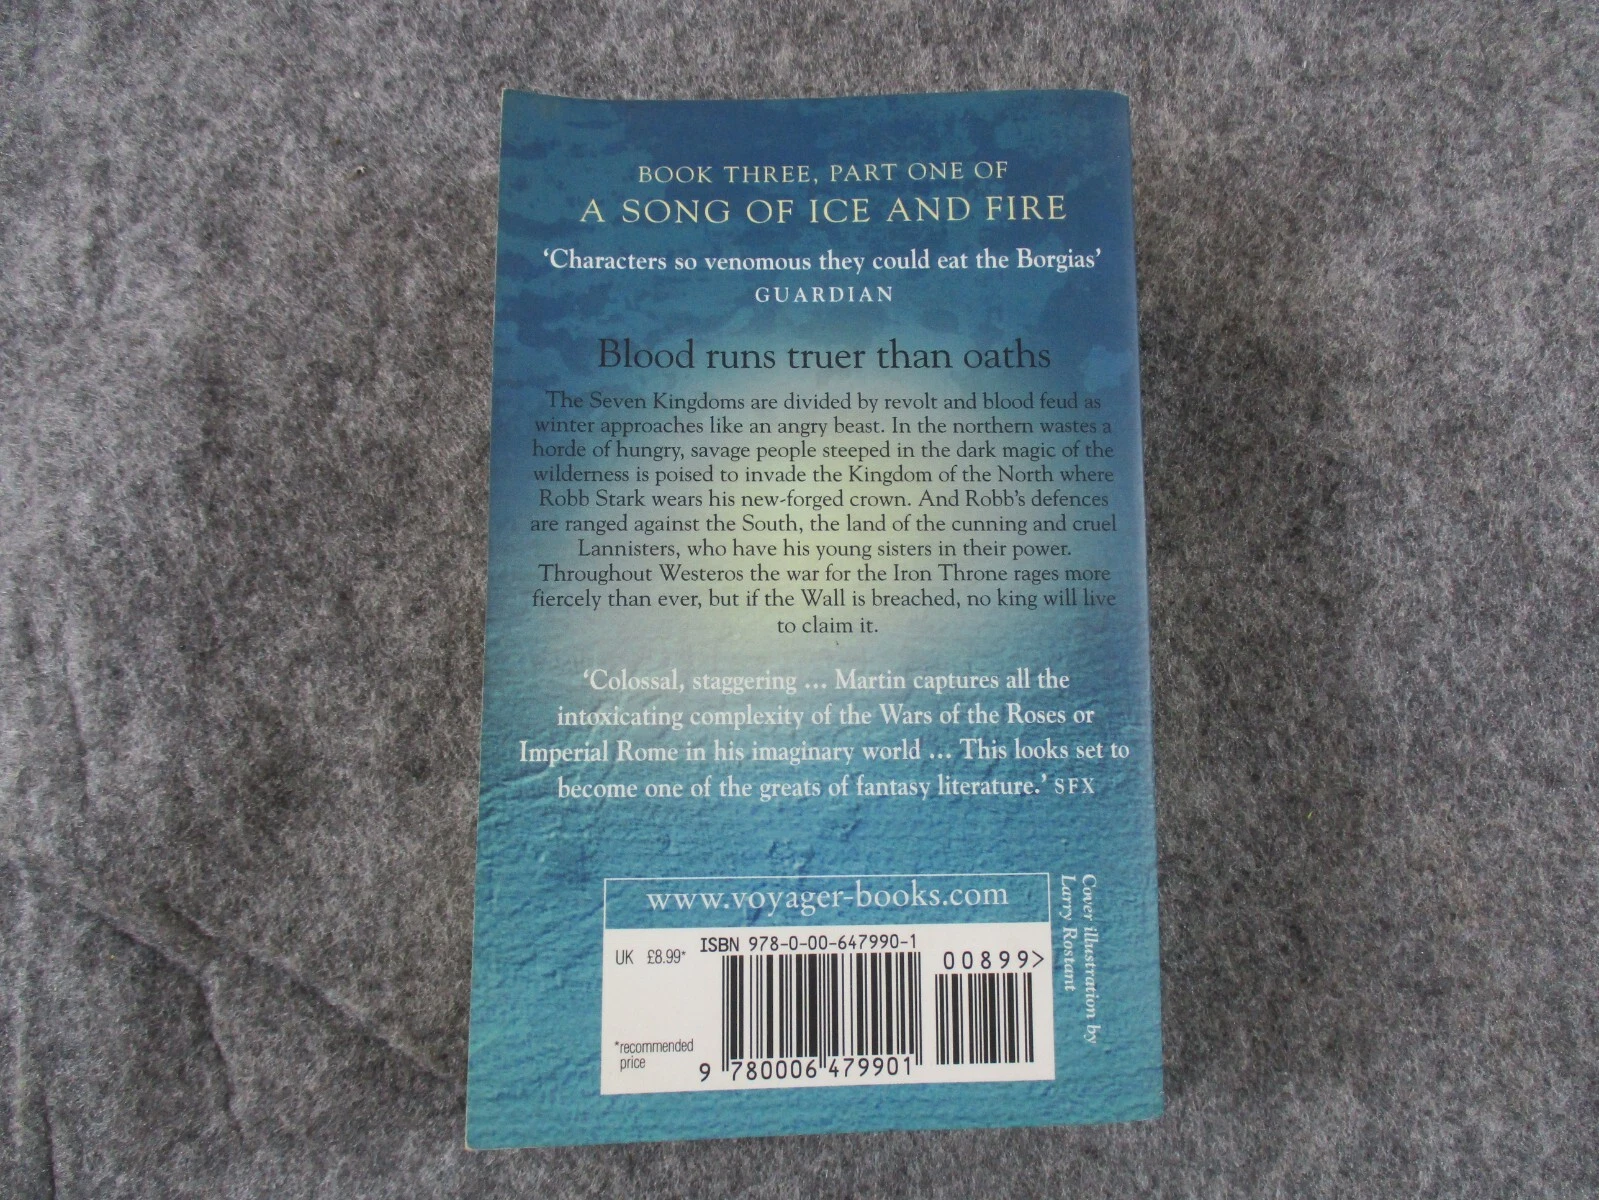 BOOK THREE, PART ONE OF
A SONG OF ICE AND FIRE
‘Characters so venomous they could eat the Borgias’
GUARDIAN
Blood runs truer than oaths
The Seven Kingdoms are divided by revolt and blood feud as
winter approaches like an angry beast. In the northern wastes a
horde of hungry, savage people steeped in the dark magic of the
wilderness is poised to invade the Kingdom of the North where
Robb Stark wears his new-forged crown. And Robb’s defences
are ranged against the South, the land of the cunning and cruel
Lannisters, who have his young sisters in their power.
Throughout Westeros the war for the Iron Throne rages more
fiercely than ever, but if the Wall is breached, no king will live
to claim it.
‘Colossal, staggering ... Martin captures all the
intoxicating complexity of the Wars of the Roses or
Imperial Rome in his imaginary world ... This looks set to
become one of the greats of fantasy literature.’ SFX
www.voyager-books.com
UK £8.99*
ISBN 978-0-00-647990-1
00899>
*recommended
price
9 780006 479901
Cover illustration by
Larry Rostant